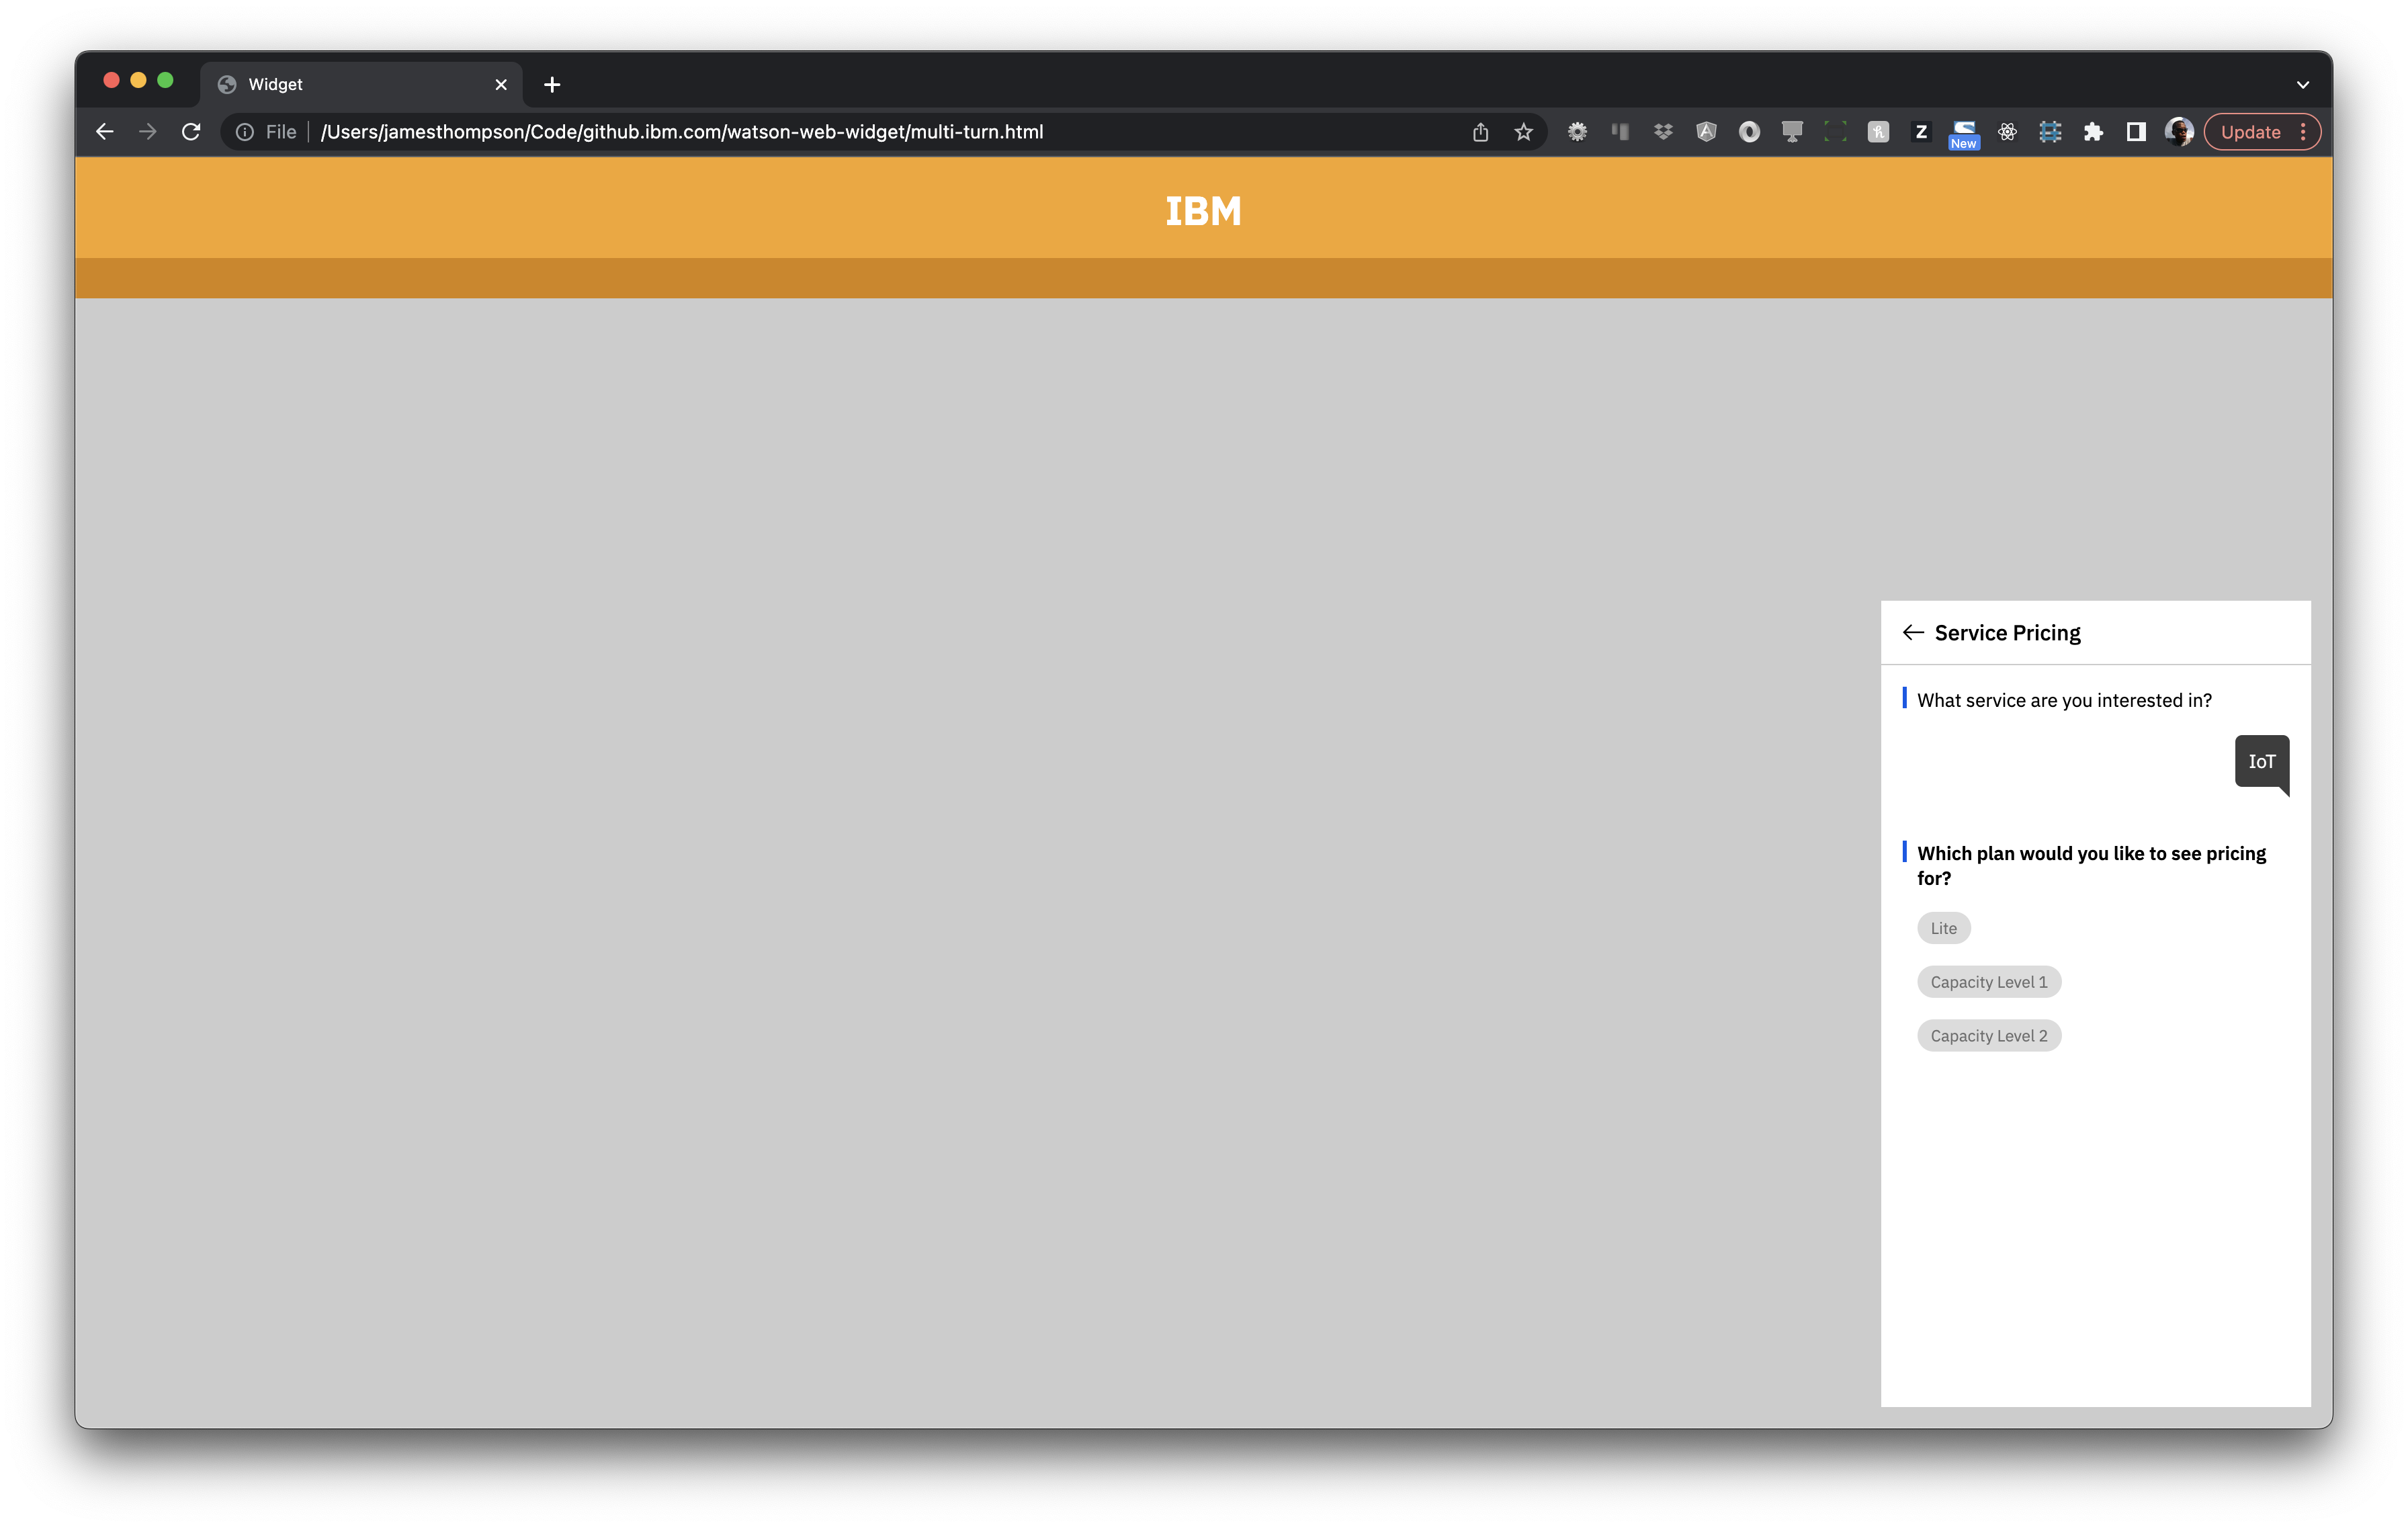 Widget
File
/Users/jamesthompson/Code/github.ibm.com/watson-web-widget/multi-turn.html
Z
New
Update
IBM
Service Pricing
What service are you interested in?
IoT
Which plan would you like to see pricing
for?
Lite
Capacity Level 1
Capacity Level 2